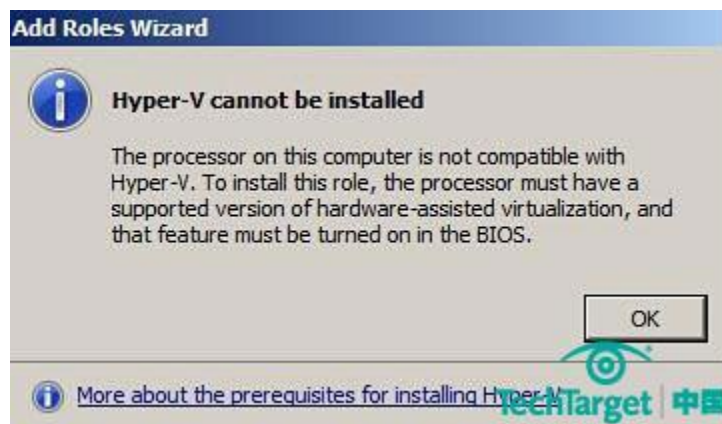 Add Roles Wizard
Hyper-V cannot be installed
The processor on this computer is not compatible with
Hyper-V. To install this role, the processor must have a
supported version of hardware-assisted virtualization, and
that feature must be turned on in the BIOS.
OK
More about the prerequisites for installing Hyper-V
TechTarget 中国